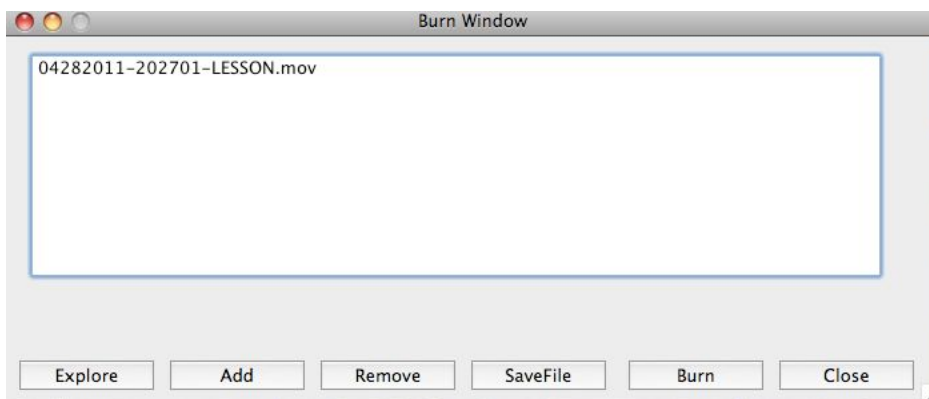 Burn Window
04282011-202701-LESSON.mov
Explore Add Remove SaveFile Burn Close